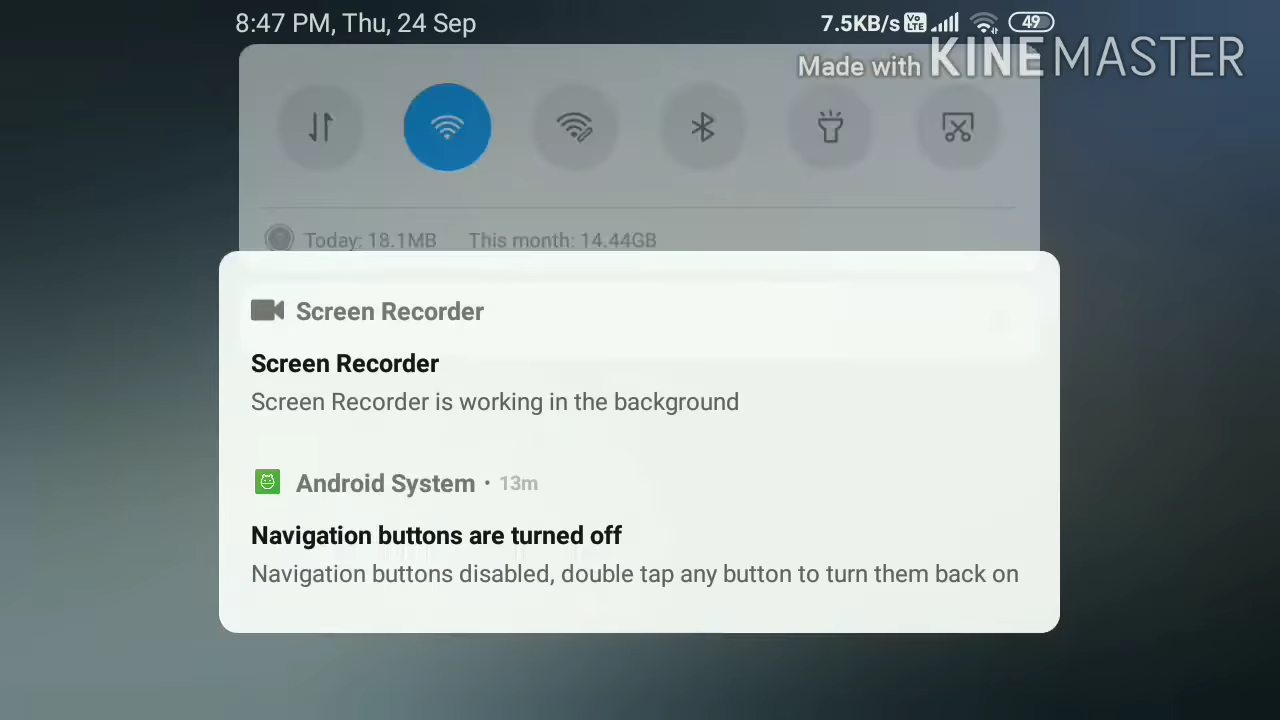 8:47 PM, Thu, 24 Sep 7.5KB/s Vo LTE 49
Made with KINEMASTER
Today: 18.1MB This month: 14.44GB
Screen Recorder
Screen Recorder
Screen Recorder is working in the background
Android System • 13m
Navigation buttons are turned off
Navigation buttons disabled, double tap any button to turn them back on